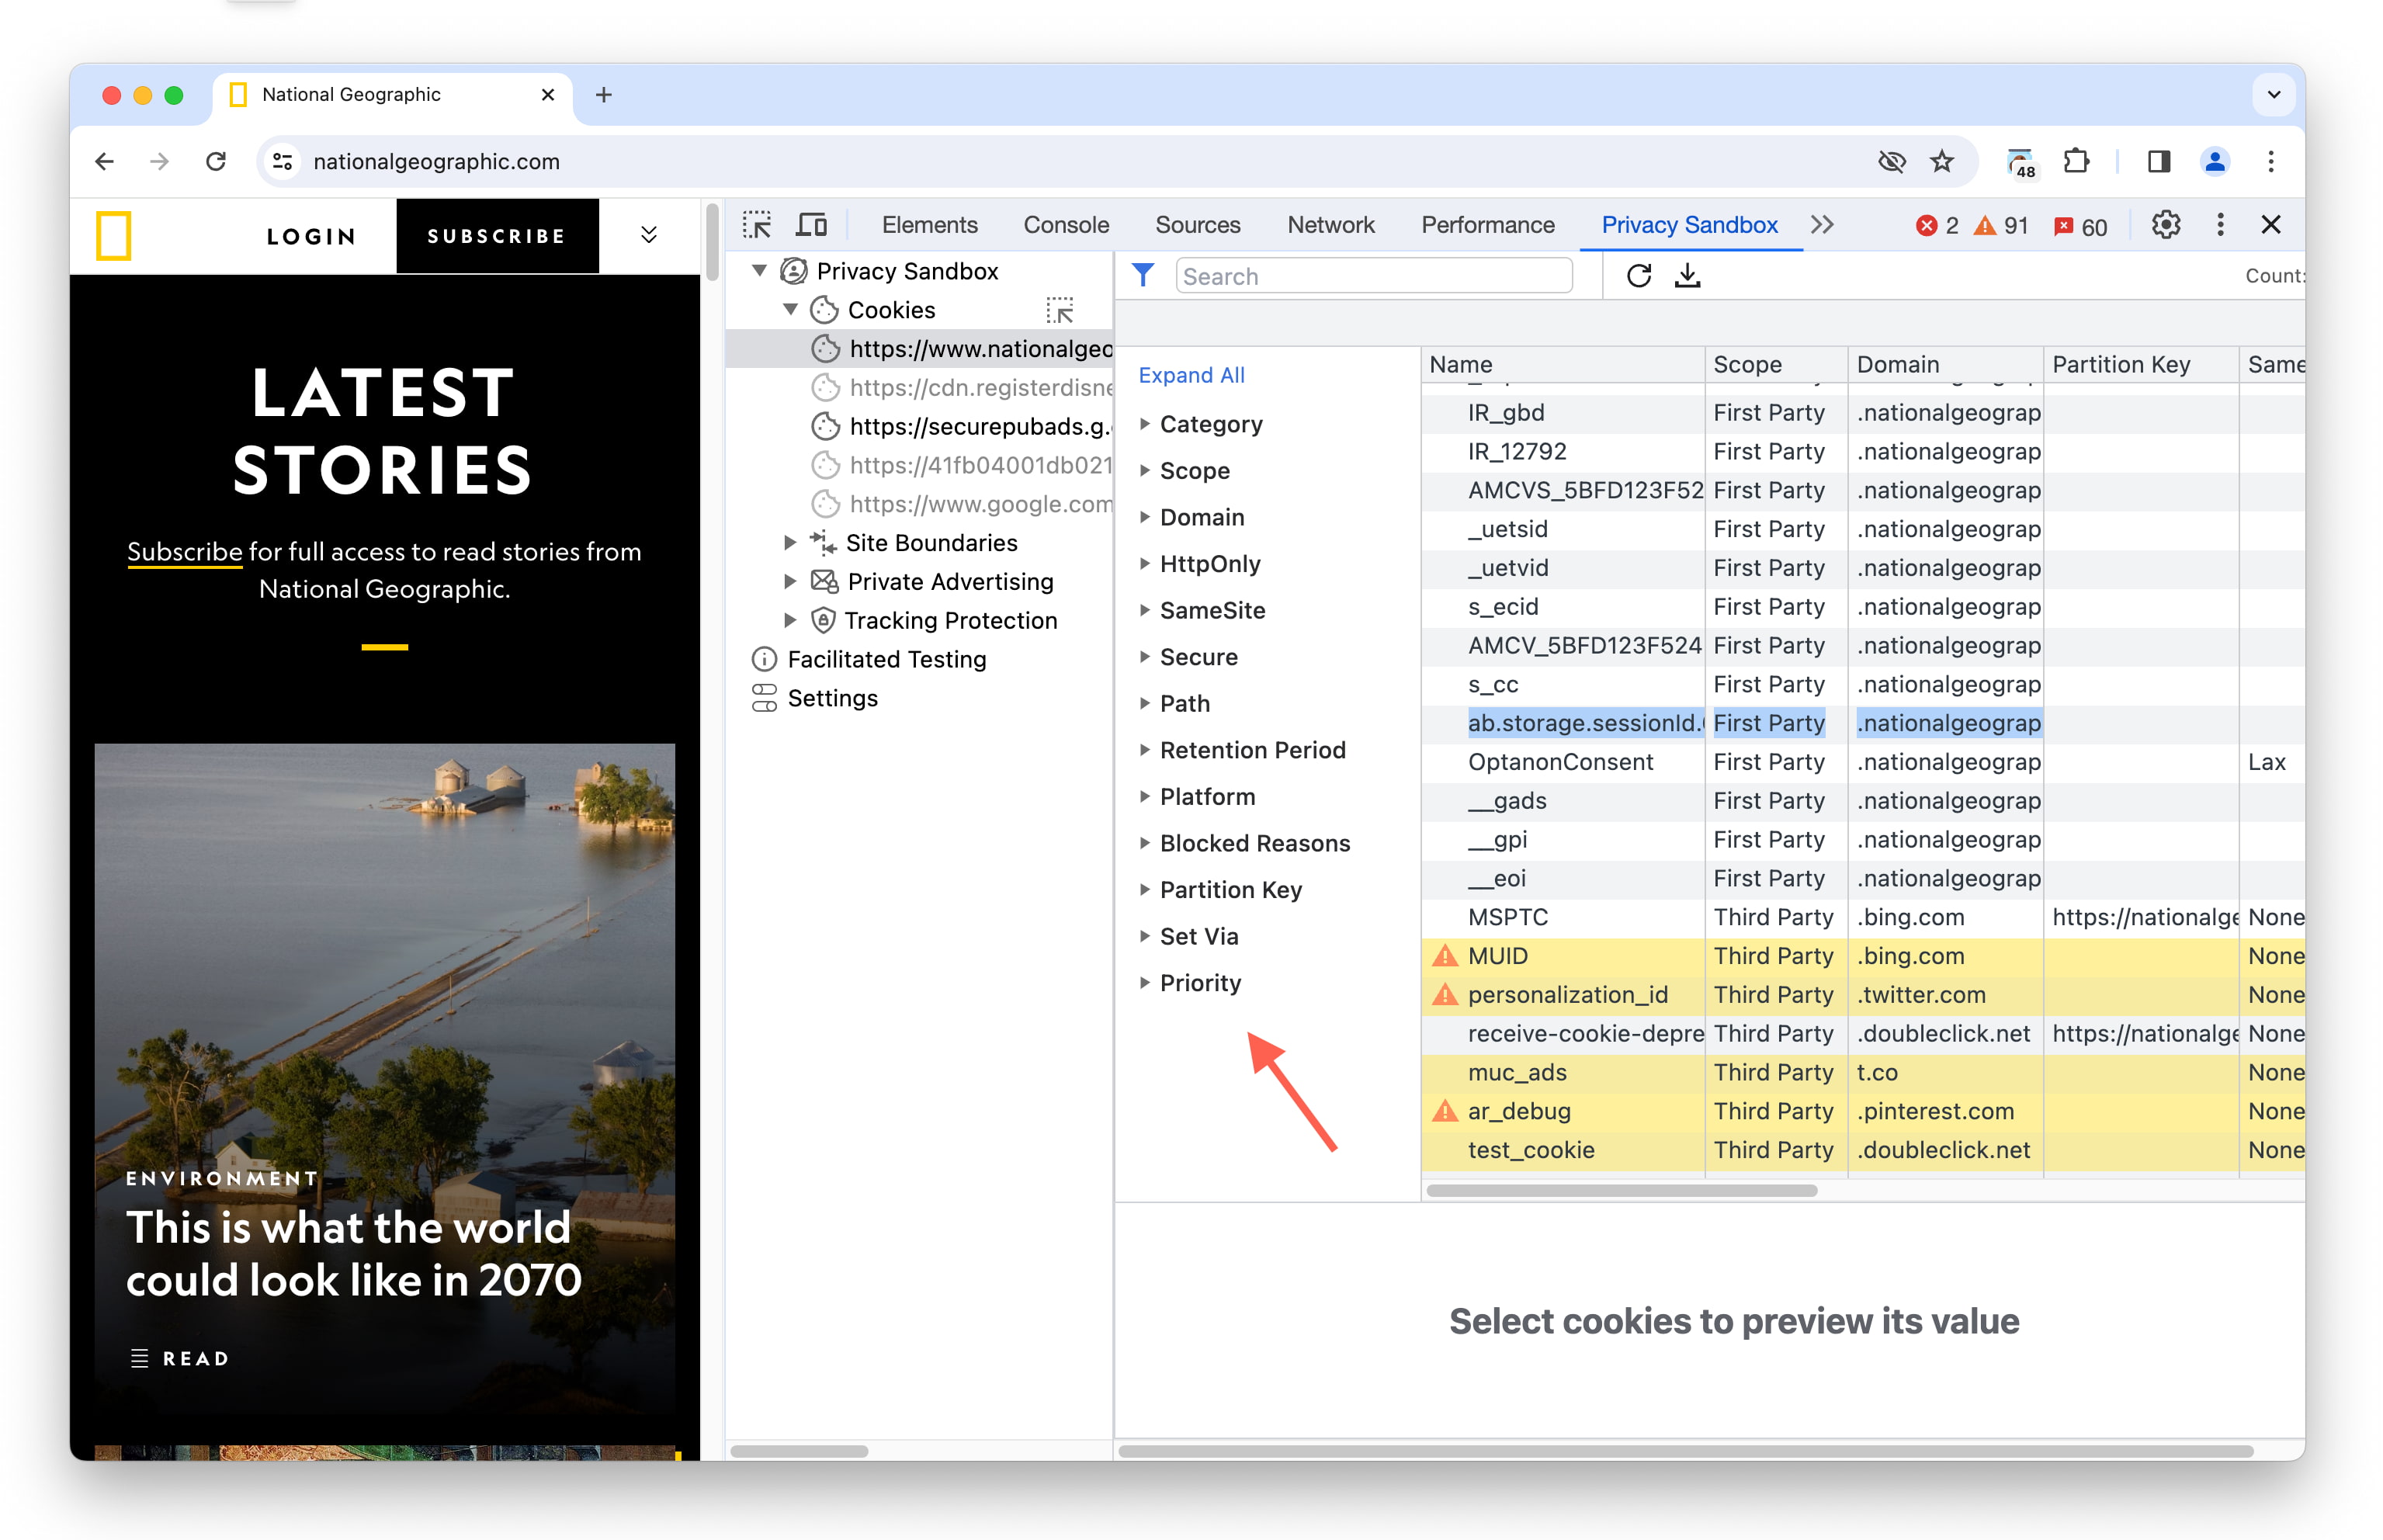 National Geographic
nationalgeographic.com
48
LOGIN
SUBSCRIBE
LATEST
STORIES
Subscribe for full access to read stories from
National Geographic.
ENVIRONMENT
This is what the world
could look like in 2070
READ
Elements Console Sources Network Performance Privacy Sandbox 2 91 60
Privacy Sandbox
Cookies
https://www.nationalgeo
https://cdn.registerdisne
https://securepubads.g.
https://41fb04001db021
https://www.google.com
Site Boundaries
Private Advertising
Tracking Protection
Facilitated Testing
Settings
Search
Count:
Expand All
Category
Scope
Domain
HttpOnly
SameSite
Secure
Path
Retention Period
Platform
Blocked Reasons
Partition Key
Set Via
Priority
Name Scope Domain Partition Key Same
IR_gbd First Party .nationalgeograp
IR_12792 First Party .nationalgeograp
AMCVS_5BFD123F52 First Party .nationalgeograp
_uetsid First Party .nationalgeograp
_uetvid First Party .nationalgeograp
s_ecid First Party .nationalgeograp
AMCV_5BFD123F524 First Party .nationalgeograp
s_cc First Party .nationalgeograp
ab.storage.sessionId. First Party .nationalgeograp
OptanonConsent First Party .nationalgeograp Lax
__gads First Party .nationalgeograp
__gpi First Party .nationalgeograp
__eoi First Party .nationalgeograp
MSPTC Third Party .bing.com https://nationalge None
MUID Third Party .bing.com None
personalization_id Third Party .twitter.com None
receive-cookie-depre Third Party .doubleclick.net https://nationalge None
muc_ads Third Party t.co None
ar_debug Third Party .pinterest.com None
test_cookie Third Party .doubleclick.net None
Select cookies to preview its value